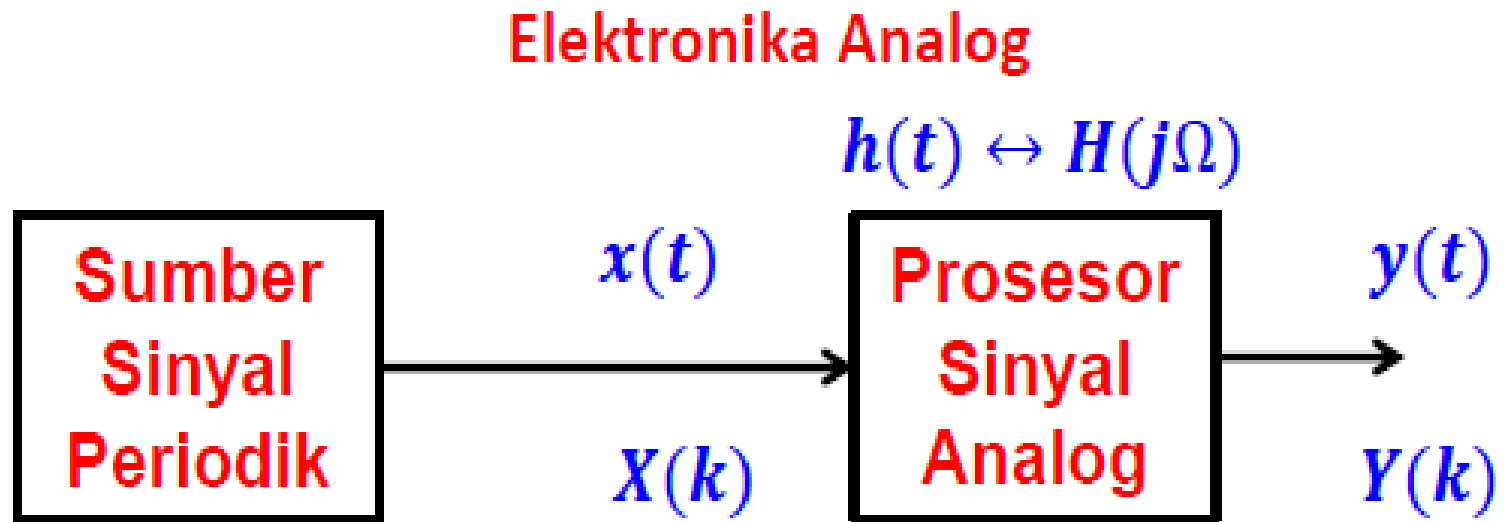 Elektronika Analog
h(t) ↔ H(jΩ)
Sumber
Sinyal
Periodik
x(t)
X(k)
Prosesor
Sinyal
Analog
y(t)
Y(k)